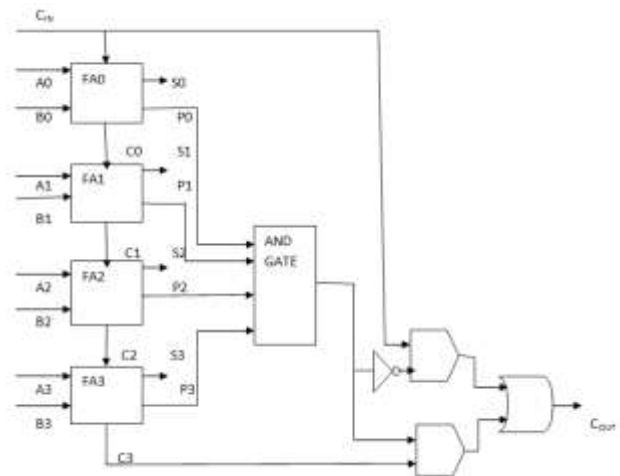 CIN
FA0
A0
S0
B0
P0
C0
S1
FA1
A1
P1
B1
AND
GATE
C1
S2
FA2
A2
P2
B2
C2
S3
FA3
A3
P3
B3
C3
COUT